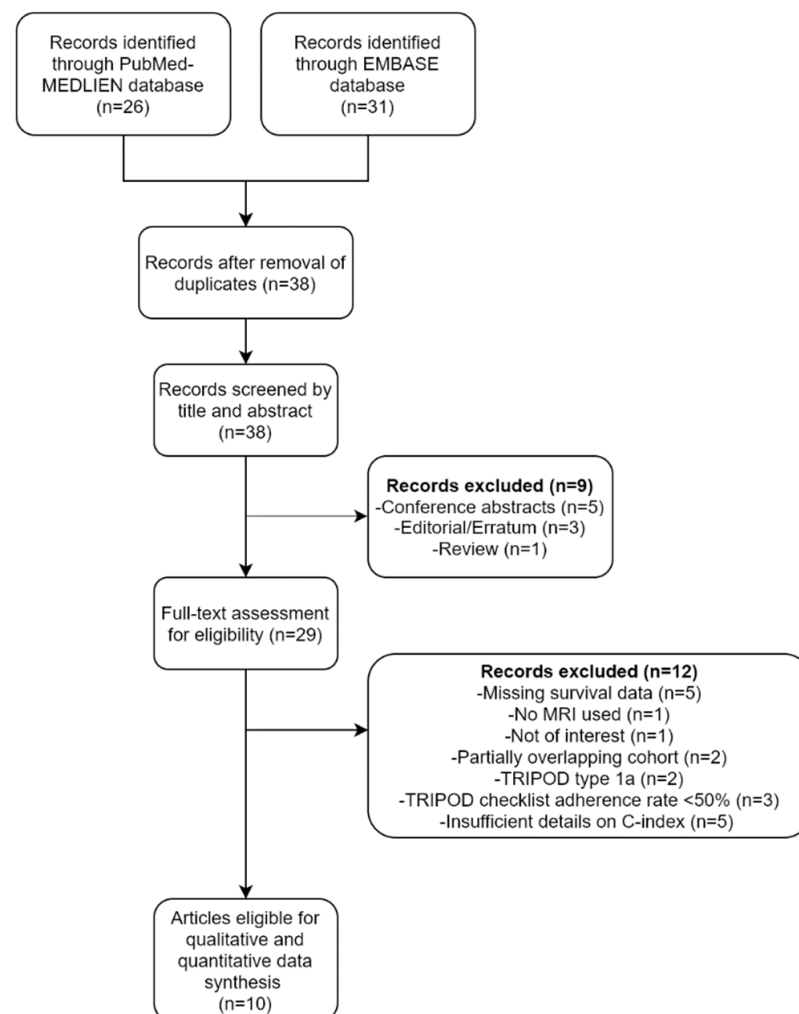 Records identified
through PubMed-
MEDLIEN database
(n=26)
Records identified
through EMBASE
database
(n=31)
Records after removal of
duplicates (n=38)
Records screened by
title and abstract
(n=38)
Records excluded (n=9)
-Conference abstracts (n=5)
-Editorial/Erratum (n=3)
-Review (n=1)
Full-text assessment
for eligibility (n=29)
Records excluded (n=12)
-Missing survival data (n=5)
-No MRI used (n=1)
-Not of interest (n=1)
-Partially overlapping cohort (n=2)
-TRIPOD type 1a (n=2)
-TRIPOD checklist adherence rate <50% (n=3)
-Insufficient details on C-index (n=5)
Articles eligible for
qualitative and
quantitative data
synthesis
(n=10)